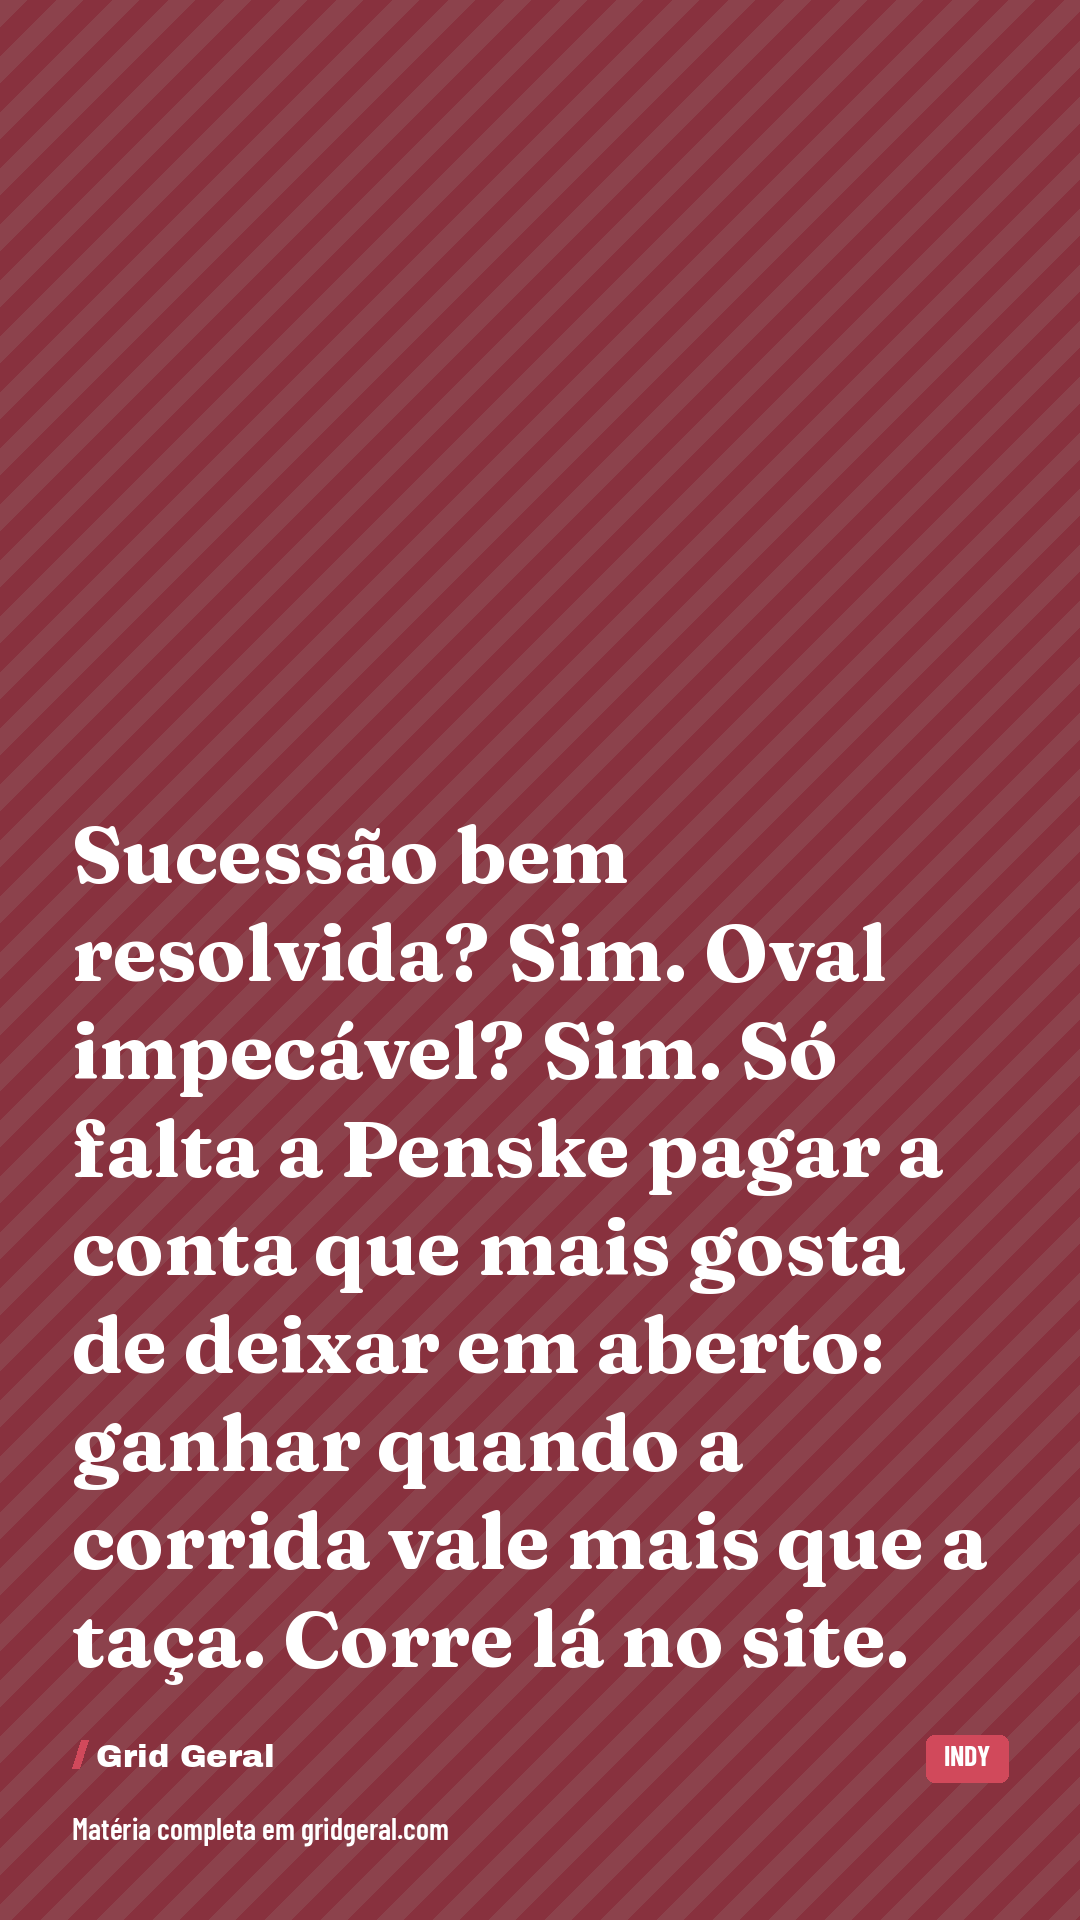 Sucessão bem
resolvida? Sim. Oval
impecável? Sim. Só
falta a Penske pagar a
conta que mais gosta
de deixar em aberto:
ganhar quando a
corrida vale mais que a
taça. Corre lá no site.
/ Grid Geral
INDY
Matéria completa em gridgeral.com